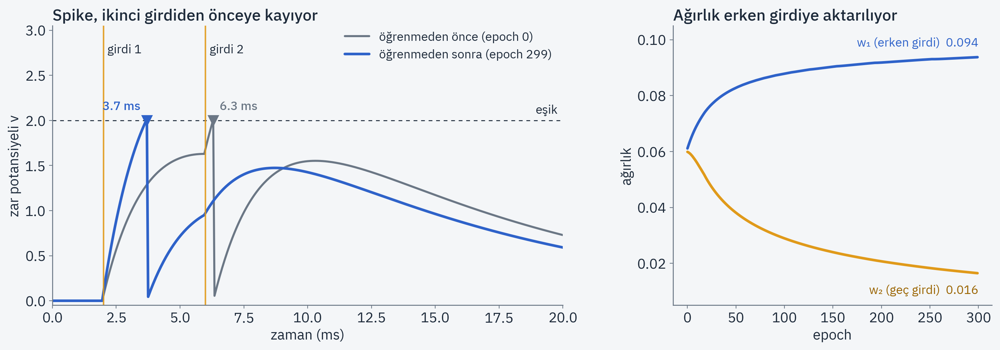 Spike, ikinci girdiden önceye kayıyor
3.0
2.5
2.0
1.5
1.0
0.5
0.0
zar potansiyeli v
girdi 1
girdi 2
öğrenmeden önce (epoch 0)
öğrenmeden sonra (epoch 299)
3.7 ms
6.3 ms
eşik
0.0 2.5 5.0 7.5 10.0 12.5 15.0 17.5 20.0
zaman (ms)
Ağırlık erken girdiye aktarılıyor
0.10
0.08
0.06
0.04
0.02
ağırlık
w₁ (erken girdi) 0.094
w₂ (geç girdi) 0.016
0 50 100 150 200 250 300
epoch